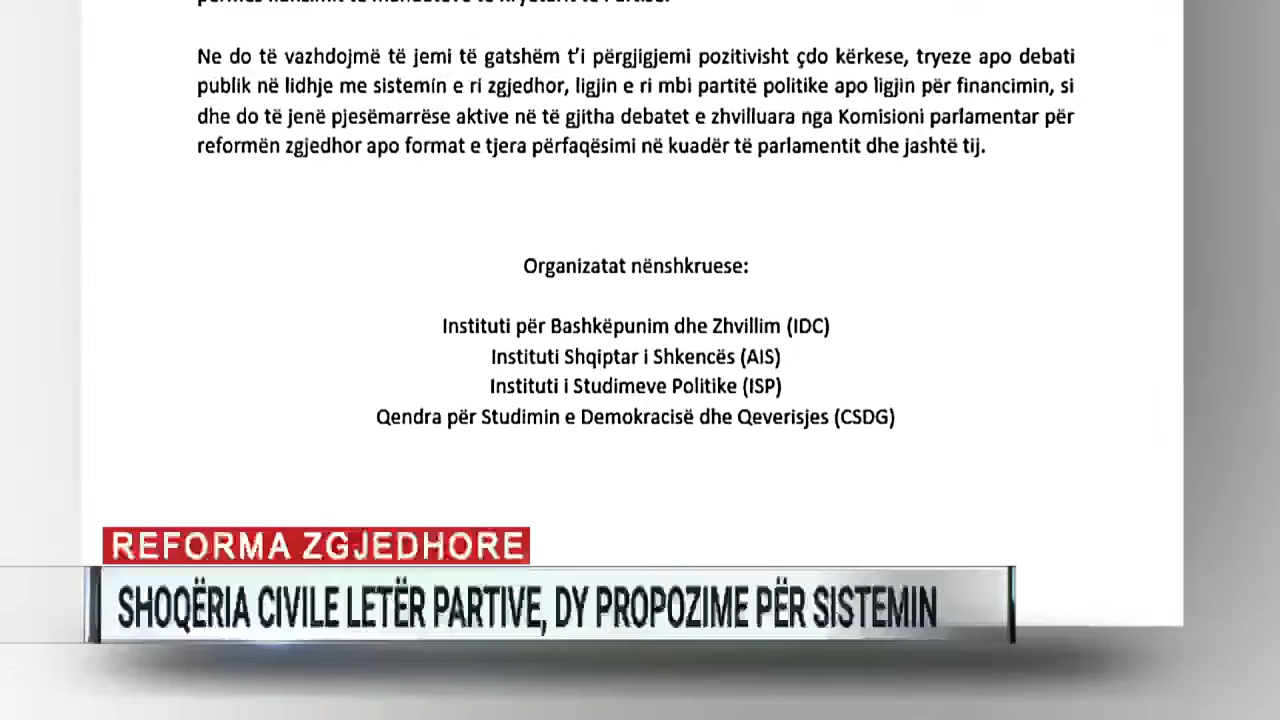 Ne do të vazhdojmë të jemi të gatshëm t'i përgjigjemi pozitivisht çdo kërkese, tryeze apo debati
publik në lidhje me sistemin e ri zgjedhor, ligjin e ri mbi partitë politike apo ligjin për financimin, si
dhe do të jenë pjesëmarrëse aktive në të gjitha debatet e zhvilluara nga Komisioni parlamentar për
reformën zgjedhor apo format e tjera përfaqësimi në kuadër të parlamentit dhe jashtë tij.
Organizatat nënshkruese:
Instituti për Bashkëpunim dhe Zhvillim (IDC)
Instituti Shqiptar i Shkencës (AIS)
Instituti i Studimeve Politike (ISP)
Qendra për Studimin e Demokracisë dhe Qeverisjes (CSDG)
REFORMA ZGJEDHORE
SHOQËRIA CIVILE LETËR PARTIVE, DY PROPOZIME PËR SISTEMIN